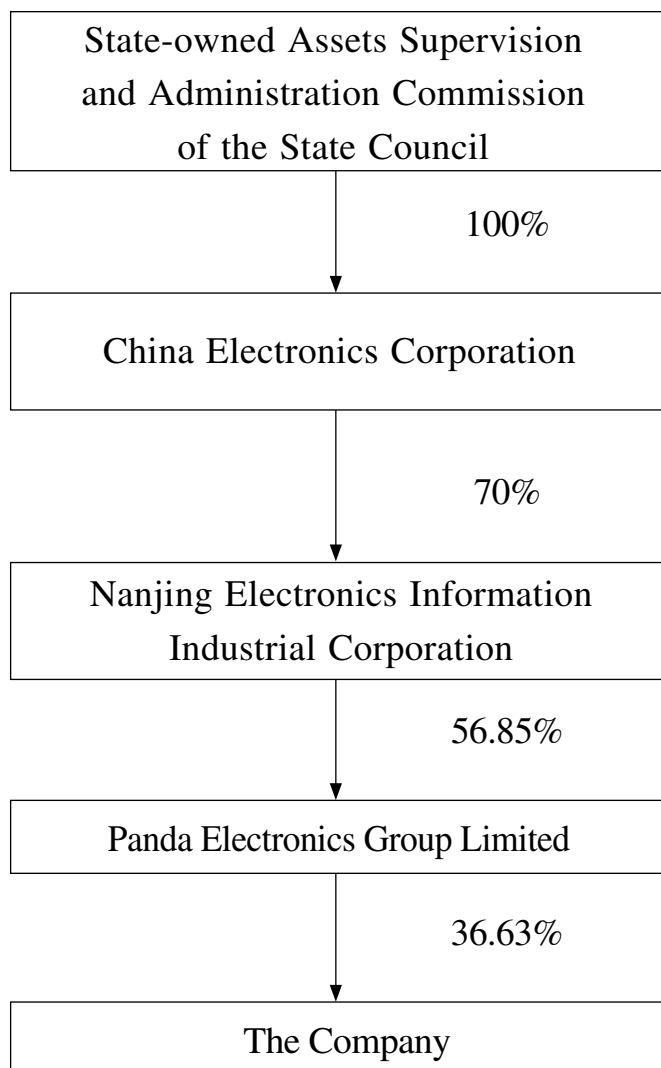 State-owned Assets Supervision
and Administration Commission
of the State Council
100%
China Electronics Corporation
70%
Nanjing Electronics Information
Industrial Corporation
56.85%
Panda Electronics Group Limited
36.63%
The Company